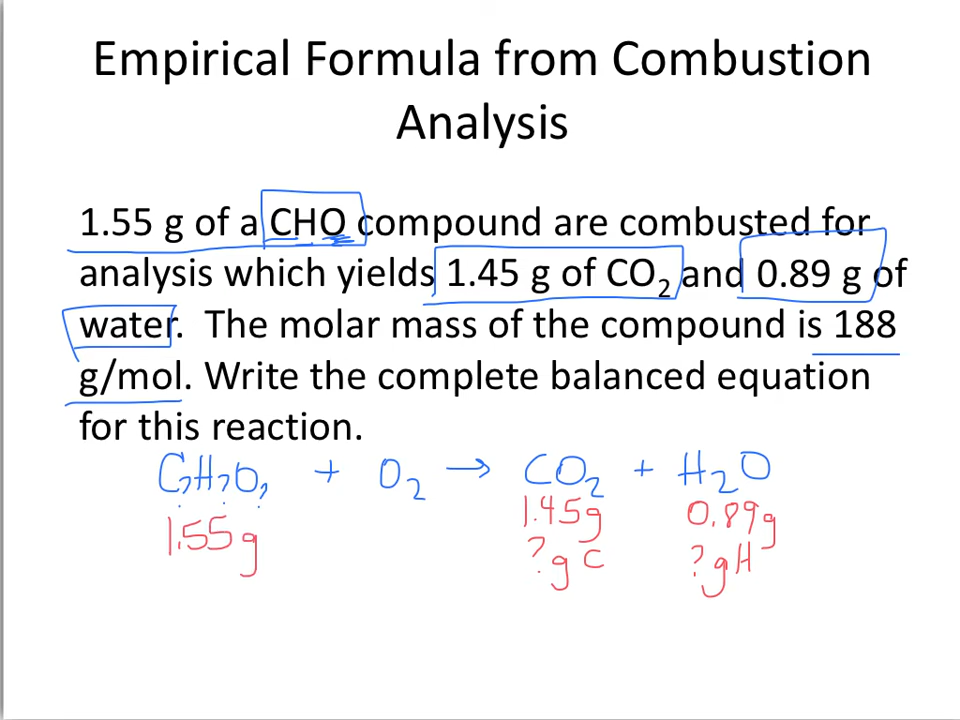 Empirical Formula from Combustion
Analysis
1.55 g of a CHO compound are combusted for
analysis which yields 1.45 g of CO₂ and 0.89 g of
water. The molar mass of the compound is 188
g/mol. Write the complete balanced equation
for this reaction.
C?H?O? + O₂ → CO₂ + H₂O
1.55g 1.45g 0.89g
?g C ?gH